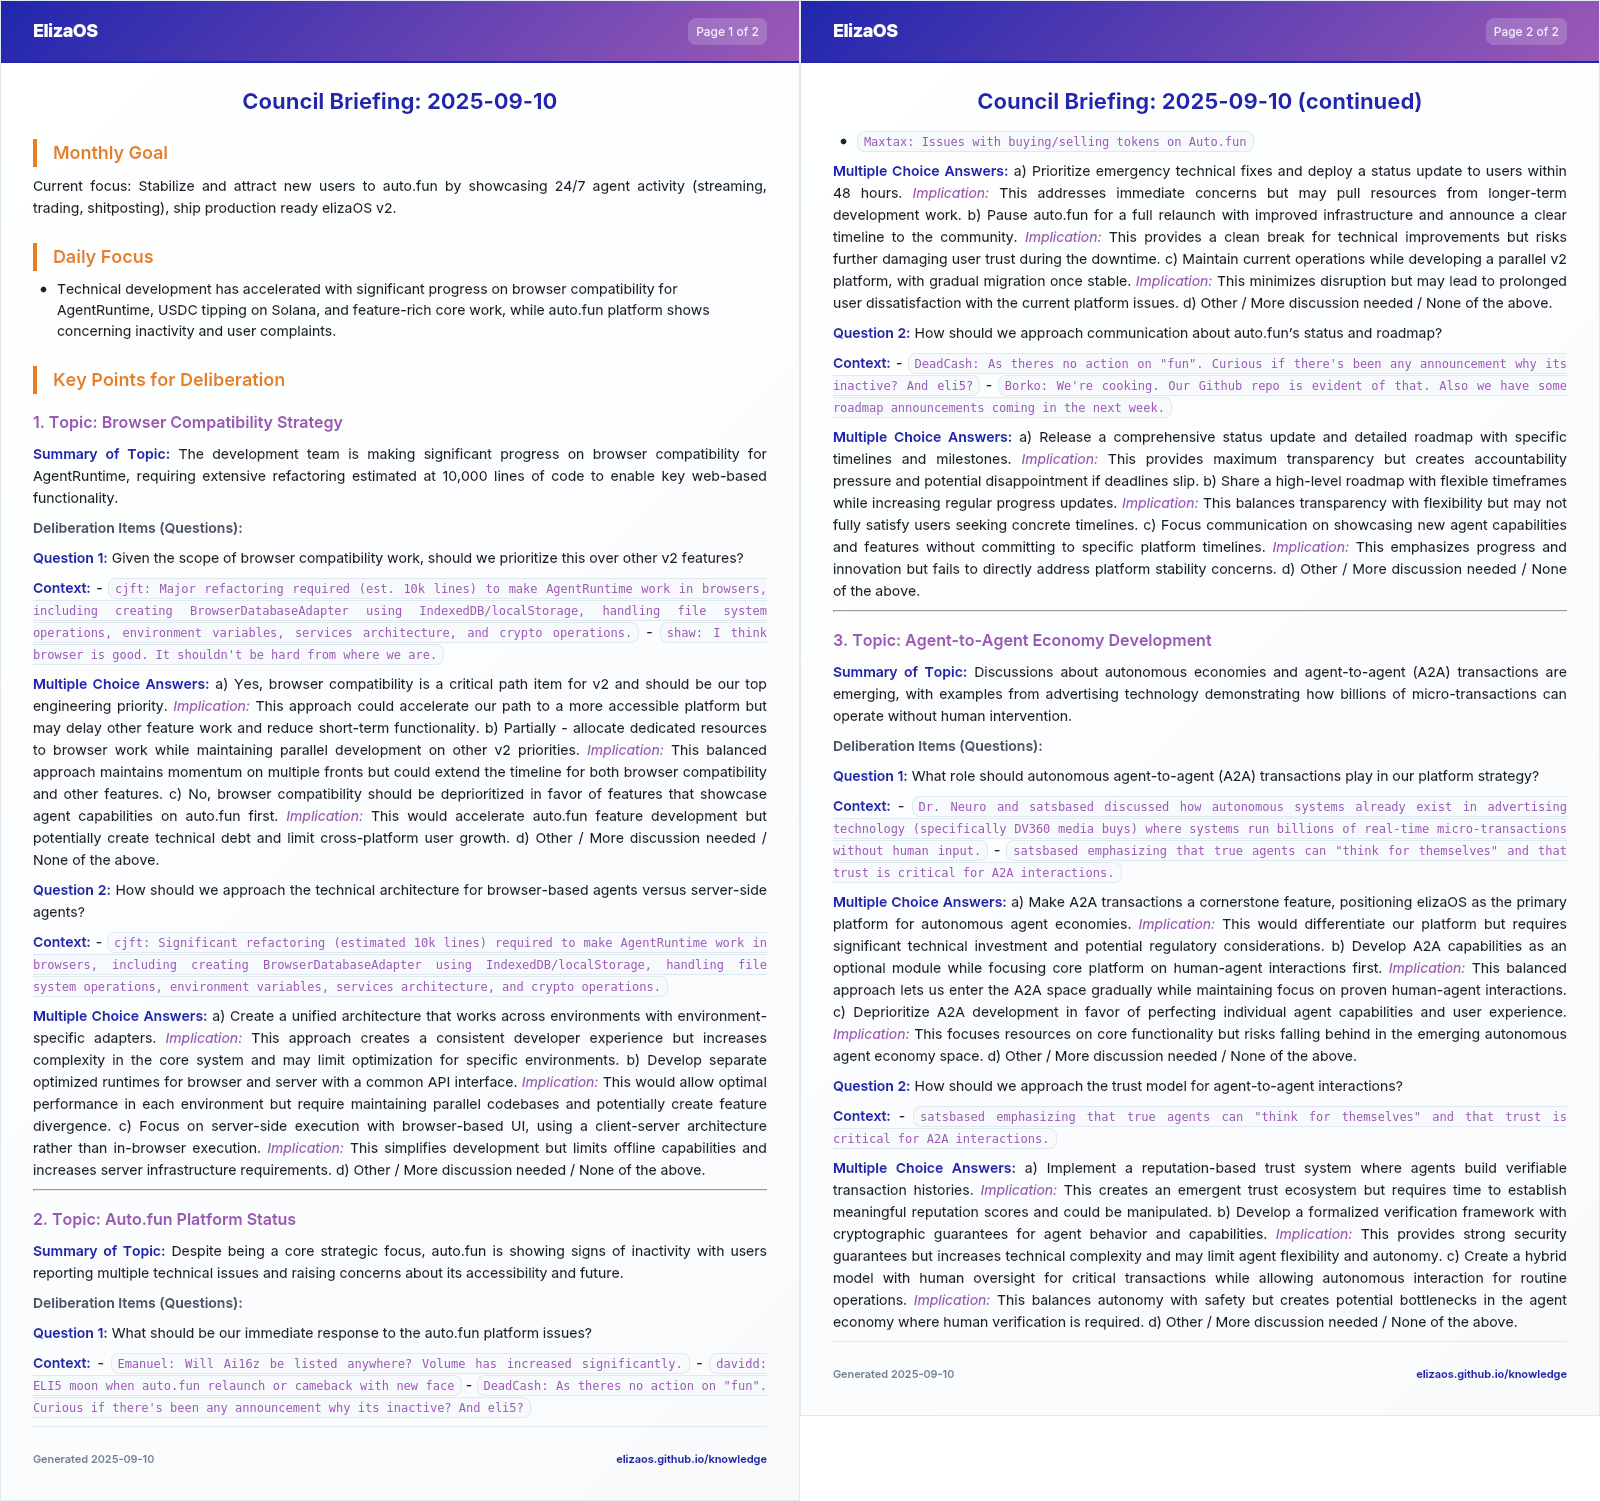 ElizaOS
Page 1 of 2
Council Briefing: 2025-09-10
Monthly Goal
Current focus: Stabilize and attract new users to auto.fun by showcasing 24/7 agent activity (streaming,
trading, shitposting), ship production ready elizaOS v2.
Daily Focus
• Technical development has accelerated with significant progress on browser compatibility for
AgentRuntime, USDC tipping on Solana, and feature-rich core work, while auto.fun platform shows
concerning inactivity and user complaints.
Key Points for Deliberation
1. Topic: Browser Compatibility Strategy
Summary of Topic: The development team is making significant progress on browser compatibility for
AgentRuntime, requiring extensive refactoring estimated at 10,000 lines of code to enable key web-based
functionality.
Deliberation Items (Questions):
Question 1: Given the scope of browser compatibility work, should we prioritize this over other v2 features?
Context: - cjft: Major refactoring required (est. 10k lines) to make AgentRuntime work in browsers,
including creating BrowserDatabaseAdapter using IndexedDB/localStorage, handling file system
operations, environment variables, services architecture, and crypto operations. - shaw: I think
browser is good. It shouldn't be hard from where we are.
Multiple Choice Answers: a) Yes, browser compatibility is a critical path item for v2 and should be our top
engineering priority. Implication: This approach could accelerate our path to a more accessible platform but
may delay other feature work and reduce short-term functionality. b) Partially - allocate dedicated resources
to browser work while maintaining parallel development on other v2 priorities. Implication: This balanced
approach maintains momentum on multiple fronts but could extend the timeline for both browser compatibility
and other features. c) No, browser compatibility should be deprioritized in favor of features that showcase
agent capabilities on auto.fun first. Implication: This would accelerate auto.fun feature development but
potentially create technical debt and limit cross-platform user growth. d) Other / More discussion needed /
None of the above.
Question 2: How should we approach the technical architecture for browser-based agents versus server-side
agents?
Context: - cjft: Significant refactoring (estimated 10k lines) required to make AgentRuntime work in
browsers, including creating BrowserDatabaseAdapter using IndexedDB/localStorage, handling file
system operations, environment variables, services architecture, and crypto operations.
Multiple Choice Answers: a) Create a unified architecture that works across environments with environment-
specific adapters. Implication: This approach creates a consistent developer experience but increases
complexity in the core system and may limit optimization for specific environments. b) Develop separate
optimized runtimes for browser and server with a common API interface. Implication: This would allow optimal
performance in each environment but require maintaining parallel codebases and potentially create feature
divergence. c) Focus on server-side execution with browser-based UI, using a client-server architecture
rather than in-browser execution. Implication: This simplifies development but limits offline capabilities and
increases server infrastructure requirements. d) Other / More discussion needed / None of the above.
2. Topic: Auto.fun Platform Status
Summary of Topic: Despite being a core strategic focus, auto.fun is showing signs of inactivity with users
reporting multiple technical issues and raising concerns about its accessibility and future.
Deliberation Items (Questions):
Question 1: What should be our immediate response to the auto.fun platform issues?
Context: - Emanuel: Will Ai16z be listed anywhere? Volume has increased significantly. - davidd:
ELI5 moon when auto.fun relaunch or cameback with new face - DeadCash: As theres no action on "fun".
Curious if there's been any announcement why its inactive? And eli5?
Generated 2025-09-10
elizaos.github.io/knowledge
ElizaOS
Page 2 of 2
Council Briefing: 2025-09-10 (continued)
• Maxtax: Issues with buying/selling tokens on Auto.fun
Multiple Choice Answers: a) Prioritize emergency technical fixes and deploy a status update to users within
48 hours. Implication: This addresses immediate concerns but may pull resources from longer-term
development work. b) Pause auto.fun for a full relaunch with improved infrastructure and announce a clear
timeline to the community. Implication: This provides a clean break for technical improvements but risks
further damaging user trust during the downtime. c) Maintain current operations while developing a parallel v2
platform, with gradual migration once stable. Implication: This minimizes disruption but may lead to prolonged
user dissatisfaction with the current platform issues. d) Other / More discussion needed / None of the above.
Question 2: How should we approach communication about auto.fun's status and roadmap?
Context: - DeadCash: As theres no action on "fun". Curious if there's been any announcement why its
inactive? And eli5? - Borko: We're cooking. Our Github repo is evident of that. Also we have some
roadmap announcements coming in the next week.
Multiple Choice Answers: a) Release a comprehensive status update and detailed roadmap with specific
timelines and milestones. Implication: This provides maximum transparency but creates accountability
pressure and potential disappointment if deadlines slip. b) Share a high-level roadmap with flexible timeframes
while increasing regular progress updates. Implication: This balances transparency with flexibility but may not
fully satisfy users seeking concrete timelines. c) Focus communication on showcasing new agent capabilities
and features without committing to specific platform timelines. Implication: This emphasizes progress and
innovation but fails to directly address platform stability concerns. d) Other / More discussion needed / None
of the above.
3. Topic: Agent-to-Agent Economy Development
Summary of Topic: Discussions about autonomous economies and agent-to-agent (A2A) transactions are
emerging, with examples from advertising technology demonstrating how billions of micro-transactions can
operate without human intervention.
Deliberation Items (Questions):
Question 1: What role should autonomous agent-to-agent (A2A) transactions play in our platform strategy?
Context: - Dr. Neuro and satsbased discussed how autonomous systems already exist in advertising
technology (specifically DV360 media buys) where systems run billions of real-time micro-transactions
without human input. - satsbased emphasizing that true agents can "think for themselves" and that
trust is critical for A2A interactions.
Multiple Choice Answers: a) Make A2A transactions a cornerstone feature, positioning elizaOS as the primary
platform for autonomous agent economies. Implication: This would differentiate our platform but requires
significant technical investment and potential regulatory considerations. b) Develop A2A capabilities as an
optional module while focusing core platform on human-agent interactions first. Implication: This balanced
approach lets us enter the A2A space gradually while maintaining focus on proven human-agent interactions.
c) Deprioritize A2A development in favor of perfecting individual agent capabilities and user experience.
Implication: This focuses resources on core functionality but risks falling behind in the emerging autonomous
agent economy space. d) Other / More discussion needed / None of the above.
Question 2: How should we approach the trust model for agent-to-agent interactions?
Context: - satsbased emphasizing that true agents can "think for themselves" and that trust is
critical for A2A interactions.
Multiple Choice Answers: a) Implement a reputation-based trust system where agents build verifiable
transaction histories. Implication: This creates an emergent trust ecosystem but requires time to establish
meaningful reputation scores and could be manipulated. b) Develop a formalized verification framework with
cryptographic guarantees for agent behavior and capabilities. Implication: This provides strong security
guarantees but increases technical complexity and may limit agent flexibility and autonomy. c) Create a hybrid
model with human oversight for critical transactions while allowing autonomous interaction for routine
operations. Implication: This balances autonomy with safety but creates potential bottlenecks in the agent
economy where human verification is required. d) Other / More discussion needed / None of the above.
Generated 2025-09-10
elizaos.github.io/knowledge